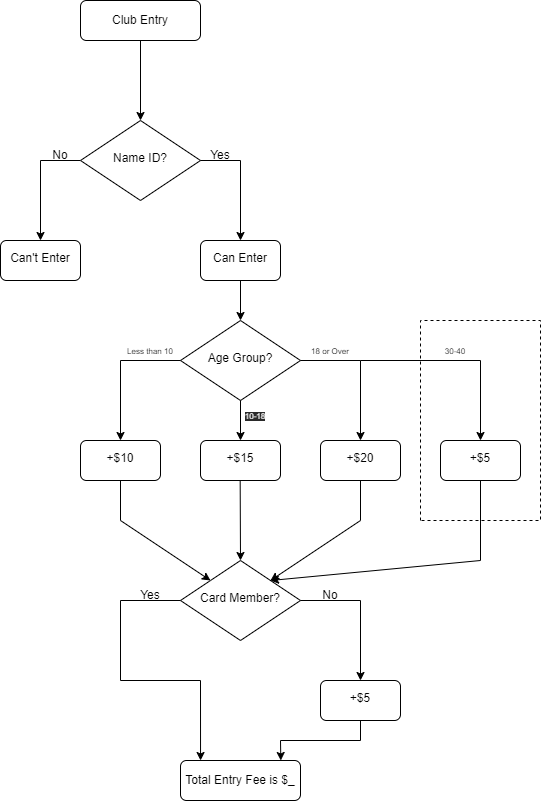 Club Entry
Name ID?
No
Yes
Can't Enter
Can Enter
Age Group?
Less than 10
18 or Over
30-40
10-18
+$10
+$15
+$20
+$5
Card Member?
Yes
No
+$5
Total Entry Fee is $_